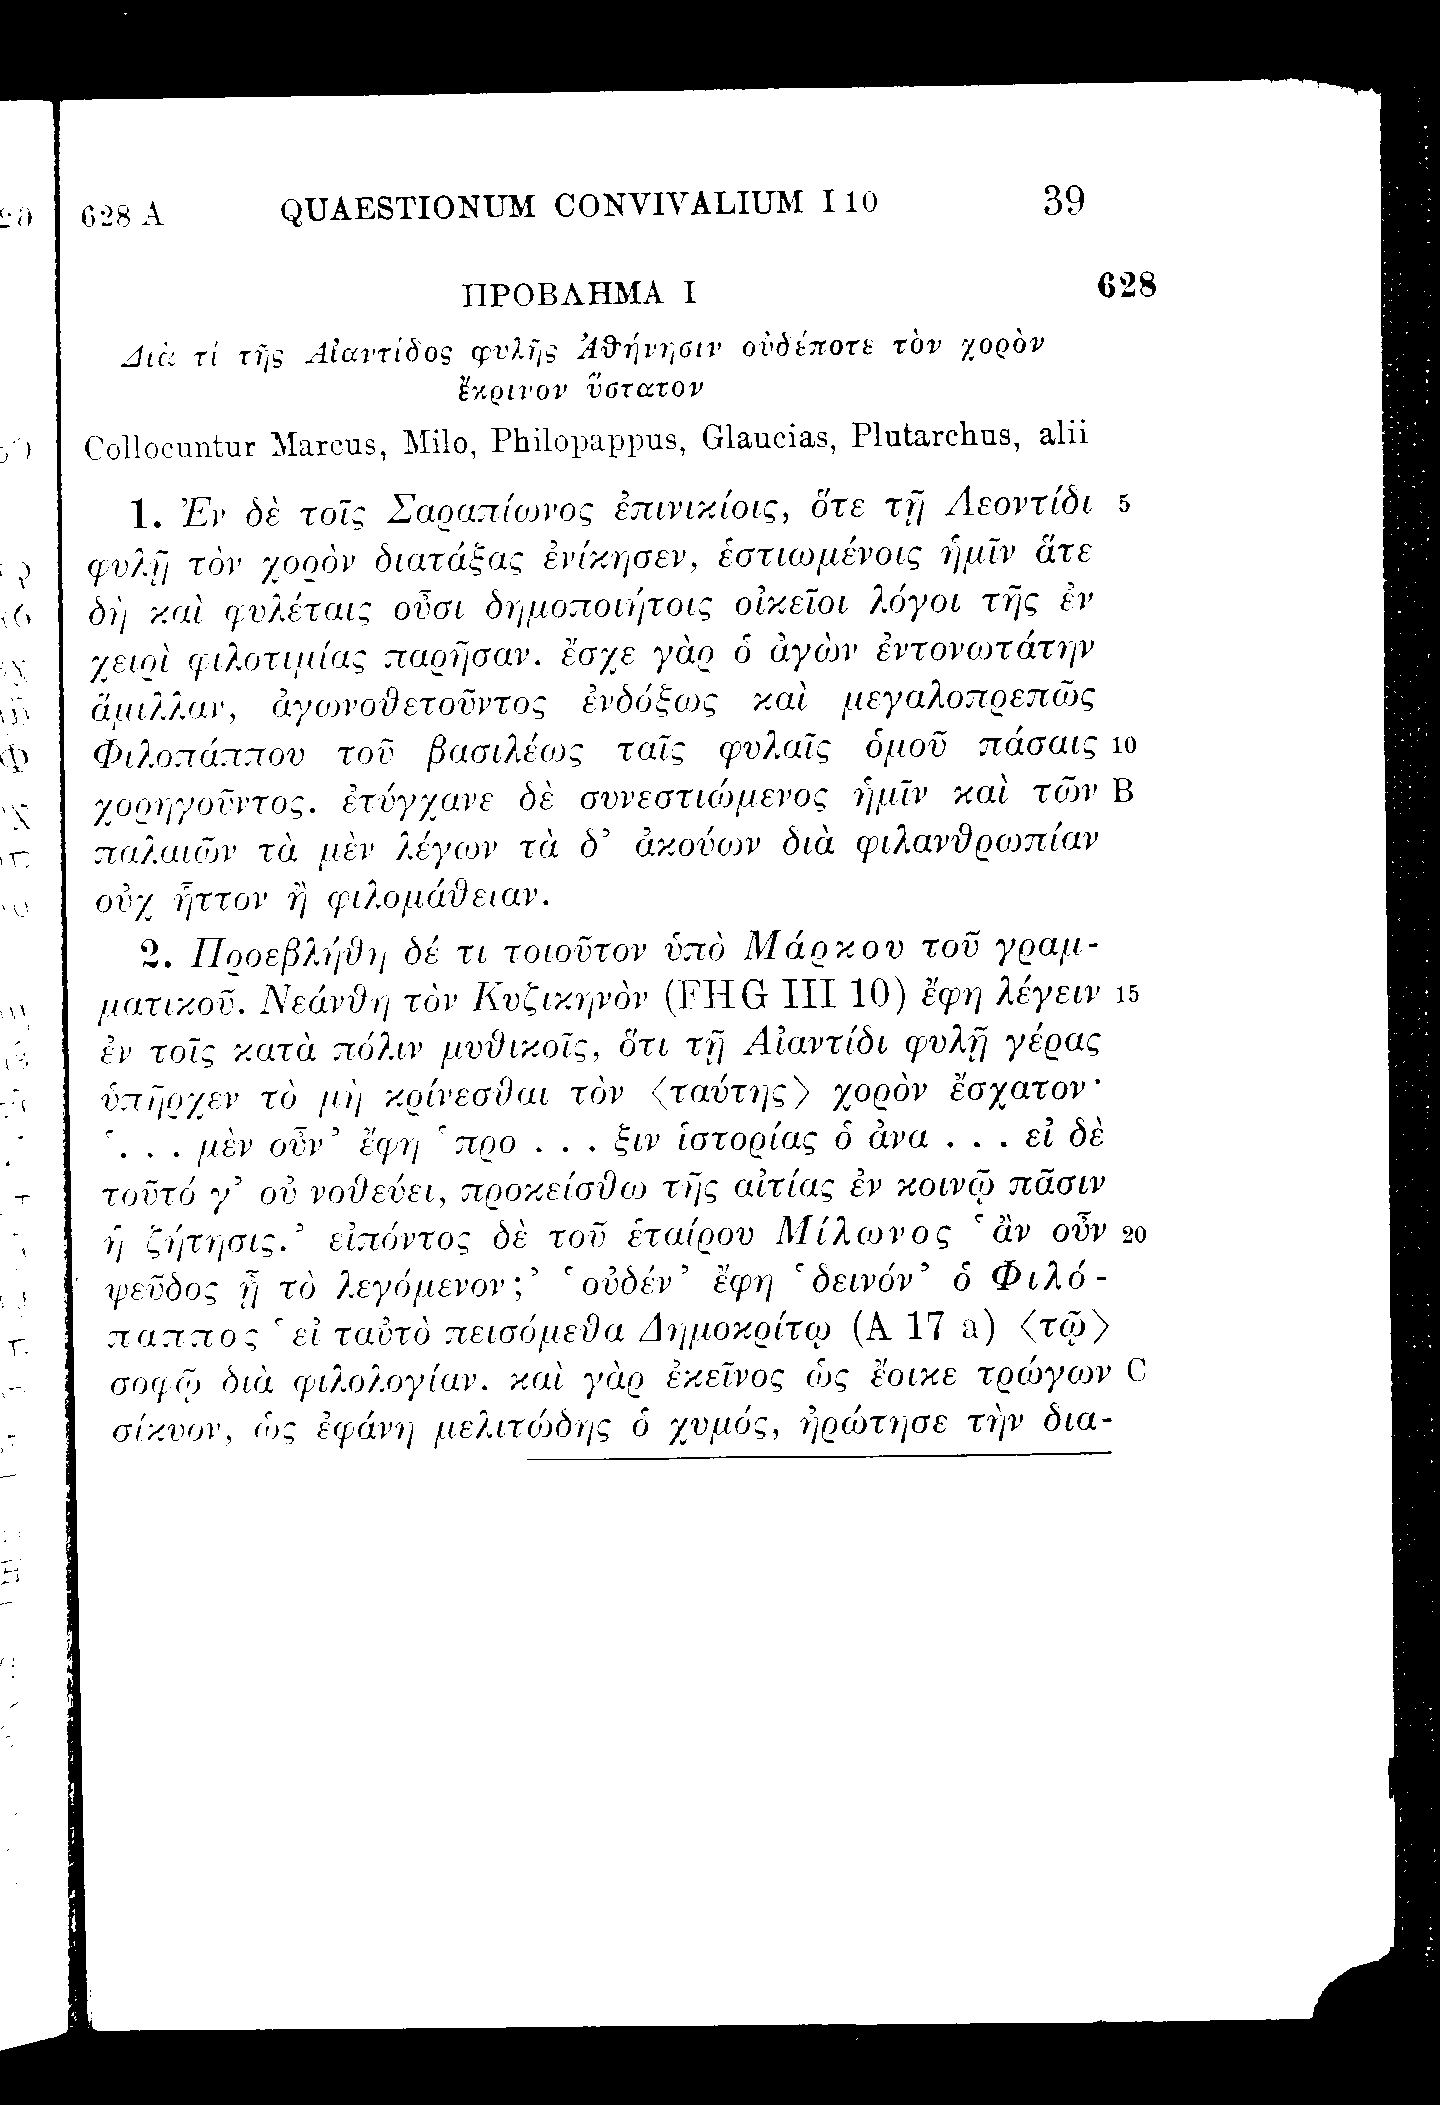 628 A QUAESTIONUM CONVIVALIUM I 10 39
ΠΡΟΒΛΗΜΑ Ι 628
Διὰ τί τῆς Αἰαντίδος φυλῆς Ἀθήνησιν οὐδέποτε τὸν χορὸν
ἔκρινον ὕστατον
Collocuntur Marcus, Milo, Philopappus, Glaucias, Plutarchus, alii
1. Ἐν δὲ τοῖς Σαραπίωνος ἐπινικίοις, ὅτε τῇ Λεοντίδι 5
φυλῇ τὸν χορὸν διατάξας ἐνίκησεν, ἑστιωμένοις ἡμῖν ἅτε
δὴ καὶ φυλέταις οὖσι δημοποιήτοις οἰκεῖοι λόγοι τῆς ἐν
χειρὶ φιλοτιμίας παρῆσαν. ἔσχε γὰρ ὁ ἀγὼν ἐντονωτάτην
ἅμιλλαν, ἀγωνοθετοῦντος ἐνδόξως καὶ μεγαλοπρεπῶς
Φιλοπάππου τοῦ βασιλέως ταῖς φυλαῖς ὁμοῦ πάσαις 10
χορηγοῦντος. ἐτύγχανε δὲ συνεστιώμενος ἡμῖν καὶ τῶν B
παλαιῶν τὰ μὲν λέγων τὰ δ’ ἀκούων διὰ φιλανθρωπίαν
οὐχ ἧττον ἢ φιλομάθειαν.
2. Προεβλήθη δέ τι τοιοῦτον ὑπὸ Μάρκου τοῦ γραμ-
ματικοῦ. Νεάνθη τὸν Κυζικηνὸν (FHG III 10) ἔφη λέγειν 15
ἐν τοῖς κατὰ πόλιν μυθικοῖς, ὅτι τῇ Αἰαντίδι φυλῇ γέρας
ὑπῆρχεν τὸ μὴ κρίνεσθαι τὸν ⟨ταύτης⟩ χορὸν ἔσχατον·
‘. . . μὲν οὖν’ ἔφη ‘προ . . . ξιν ἱστορίας ὁ ἀνα . . . εἰ δὲ
τοῦτό γ’ οὐ νοθεύει, προκείσθω τῆς αἰτίας ἐν κοινῷ πᾶσιν
ἡ ζήτησις.’ εἰπόντος δὲ τοῦ ἑταίρου Μίλωνος ‘ἂν οὖν 20
ψεῦδος ᾖ τὸ λεγόμενον;’ ‘οὐδέν’ ἔφη ‘δεινόν’ ὁ Φιλό-
παππος ‘εἰ ταὐτὸ πεισόμεθα Δημοκρίτῳ (A 17 a) ⟨τῷ⟩
σοφῷ διὰ φιλολογίαν. καὶ γὰρ ἐκεῖνος ὡς ἔοικε τρώγων C
σίκυον, ὡς ἐφάνη μελιτώδης ὁ χυμός, ἠρώτησε τὴν δια-